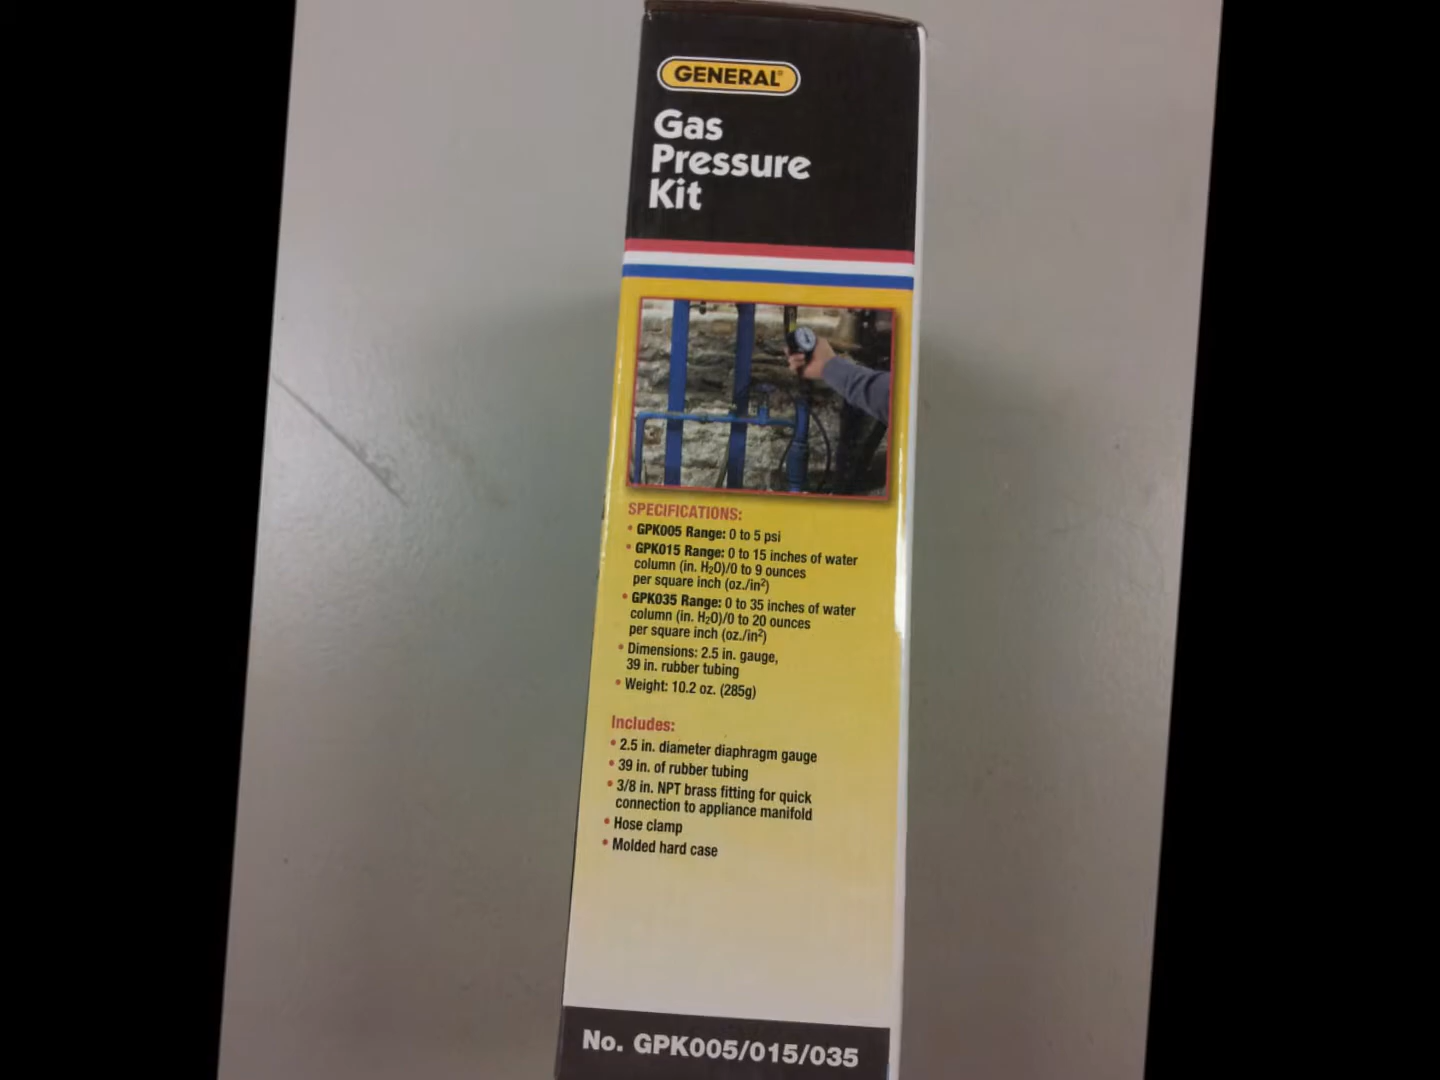 GENERAL®
Gas
Pressure
Kit
SPECIFICATIONS:
• GPK005 Range: 0 to 5 psi
• GPK015 Range: 0 to 15 inches of water
column (in. H₂O)/0 to 9 ounces
per square inch (oz./in²)
• GPK035 Range: 0 to 35 inches of water
column (in. H₂O)/0 to 20 ounces
per square inch (oz./in²)
• Dimensions: 2.5 in. gauge,
39 in. rubber tubing
• Weight: 10.2 oz. (285g)
Includes:
• 2.5 in. diameter diaphragm gauge
• 39 in. of rubber tubing
• 3/8 in. NPT brass fitting for quick
connection to appliance manifold
• Hose clamp
• Molded hard case
No. GPK005/015/035